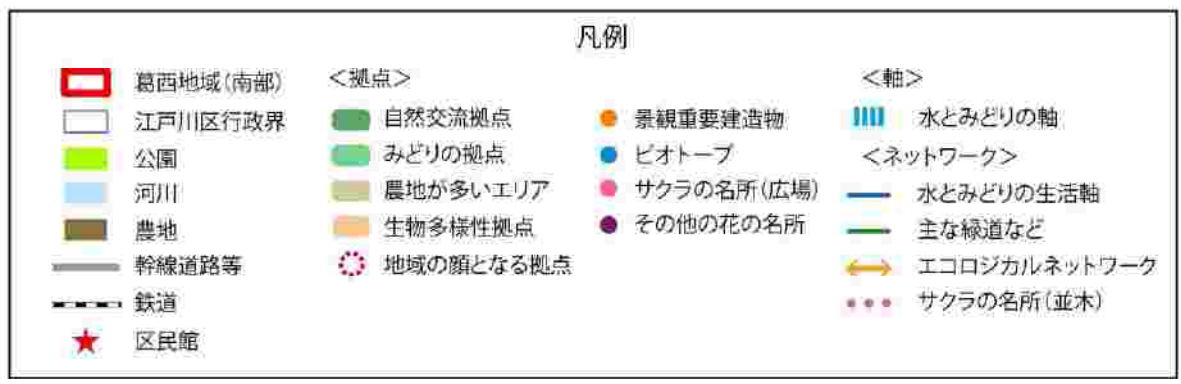 凡例
葛西地域(南部)
江戸川区行政界
公園
河川
農地
幹線道路等
鉄道
区民館
<拠点>
自然交流拠点
みどりの拠点
農地が多いエリア
生物多様性拠点
地域の顔となる拠点
景観重要建造物
ビオトープ
サクラの名所(広場)
その他の花の名所
<軸>
水とみどりの軸
<ネットワーク>
水とみどりの生活軸
主な緑道など
エコロジカルネットワーク
サクラの名所(並木)